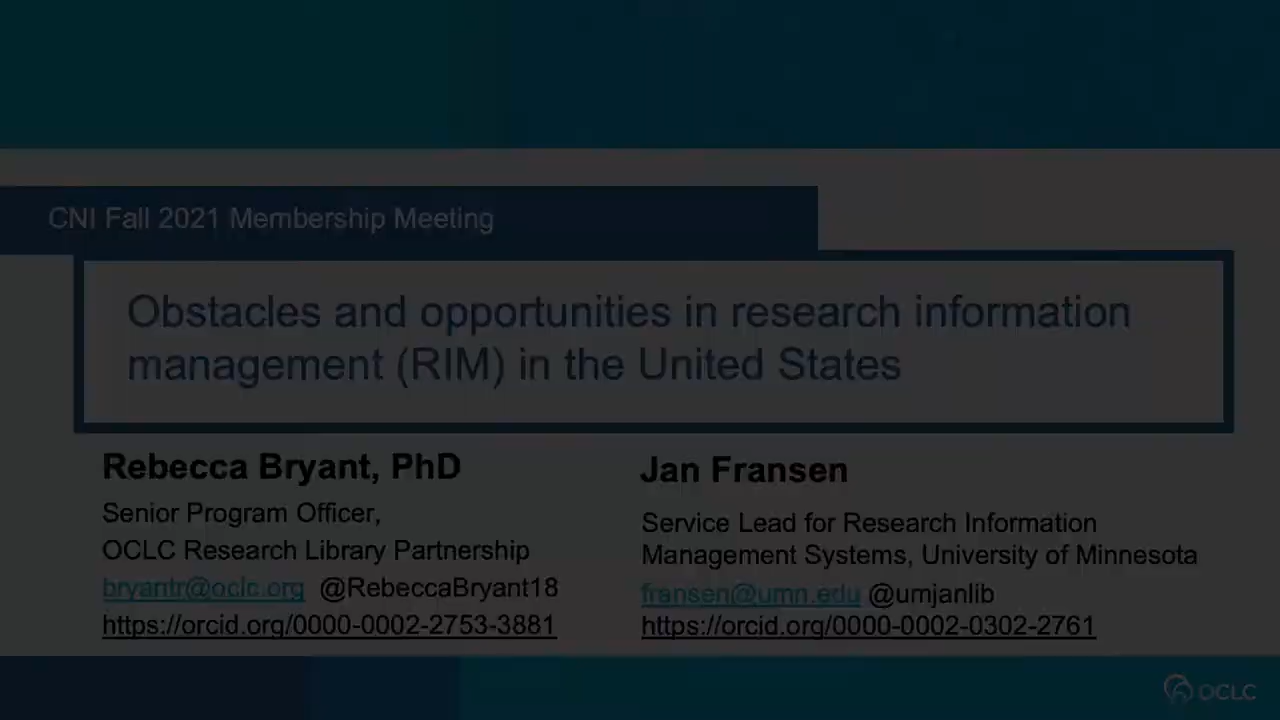 CNI Fall 2021 Membership Meeting
Obstacles and opportunities in research information
management (RIM) in the United States
Rebecca Bryant, PhD
Senior Program Officer,
OCLC Research Library Partnership
bryantr@oclc.org @RebeccaBryant18
https://orcid.org/0000-0002-2753-3881
Jan Fransen
Service Lead for Research Information
Management Systems, University of Minnesota
fransen@umn.edu @umjanlib
https://orcid.org/0000-0002-0302-2761
OCLC